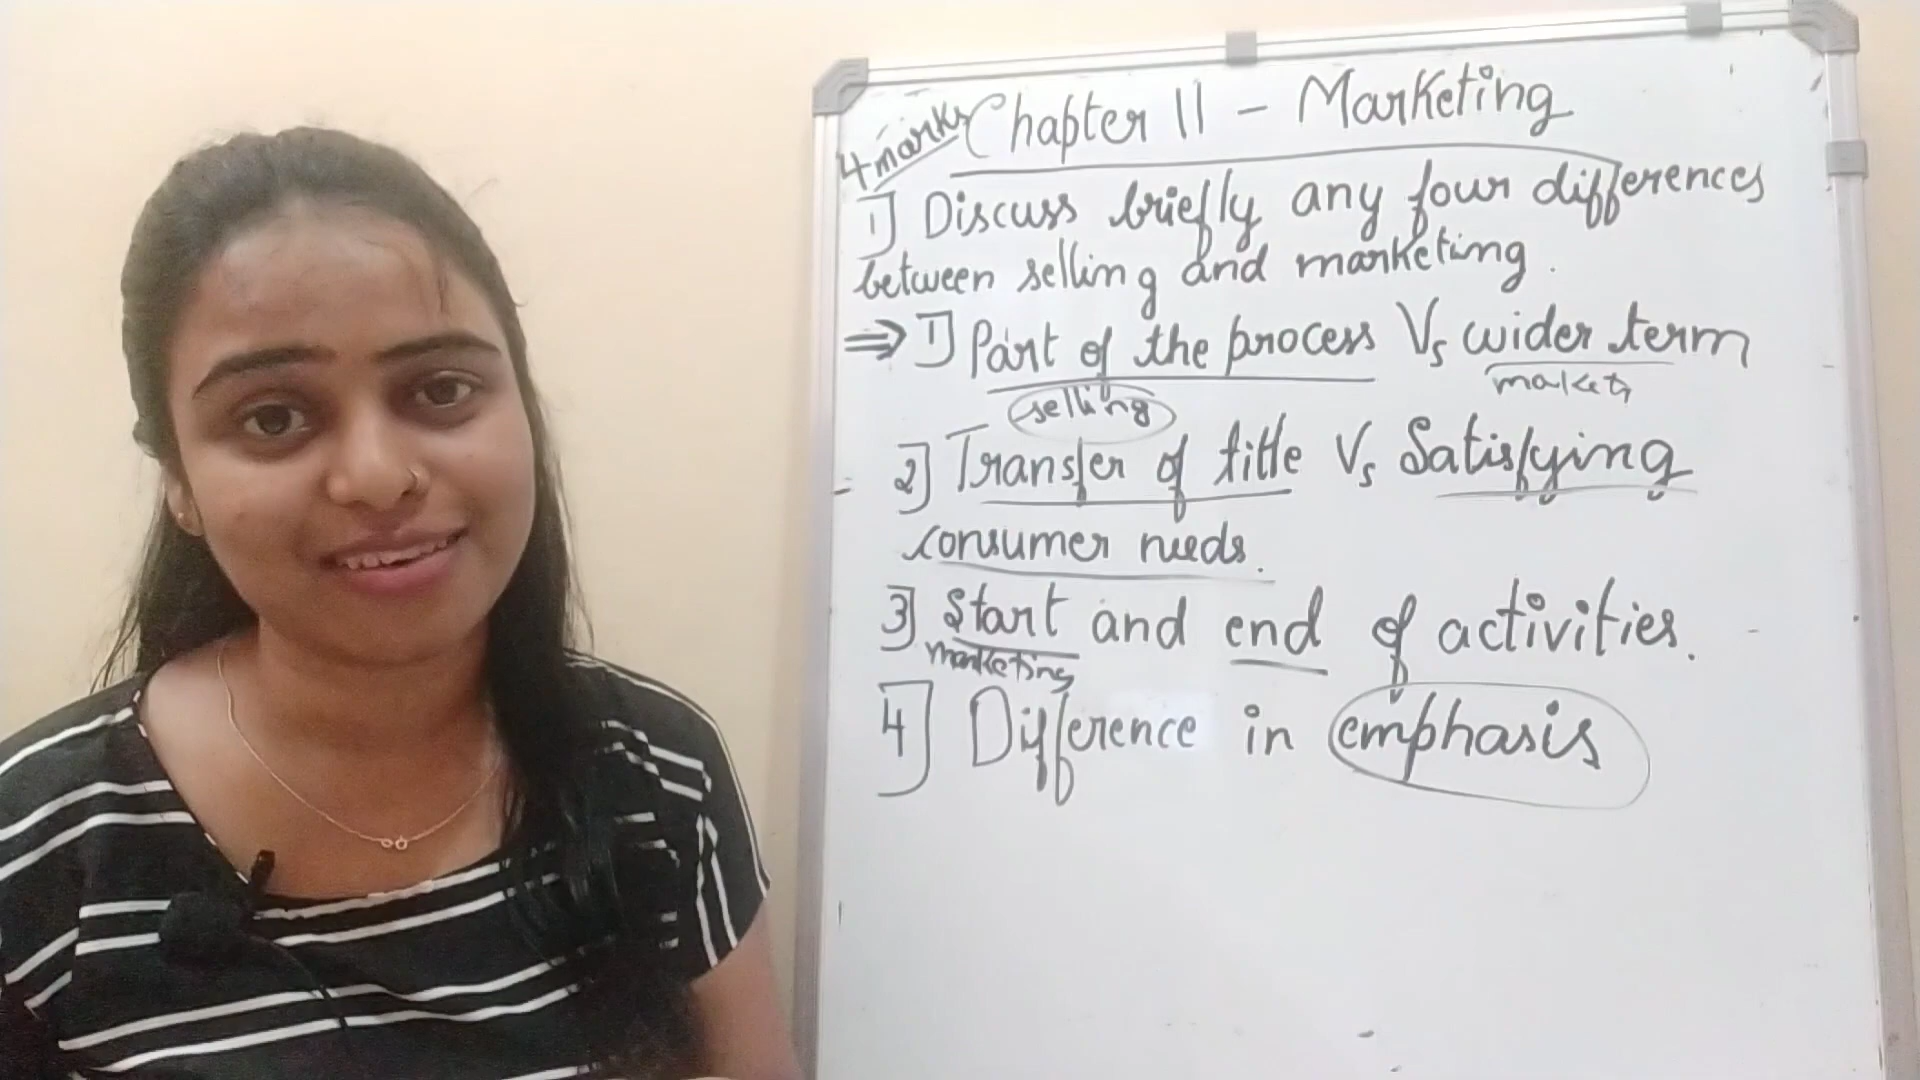 4 marks
Chapter 11 - Marketing
1] Discuss briefly any four differences
between selling and marketing.
⇒ 1] Part of the process Vs wider term
selling
2] Transfer of title Vs Satisfying
consumer needs.
3] Start and end of activities.
marketing
4] Difference in emphasis